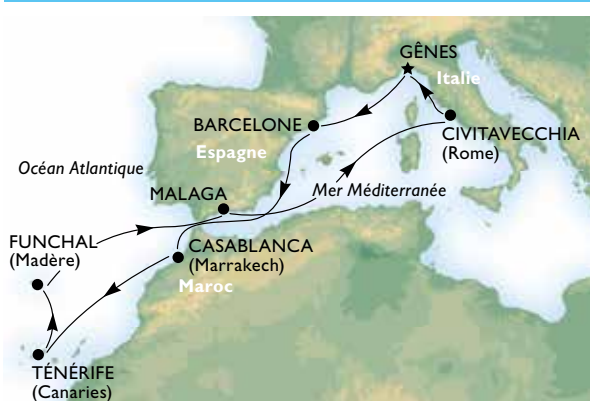 GÊNES
Italie
BARCELONE
CIVITAVECCHIA
(Rome)
Espagne
Océan Atlantique
MALAGA
Mer Méditerranée
FUNCHAL
(Madère)
CASABLANCA
(Marrakech)
Maroc
TÉNÉRIFE
(Canaries)